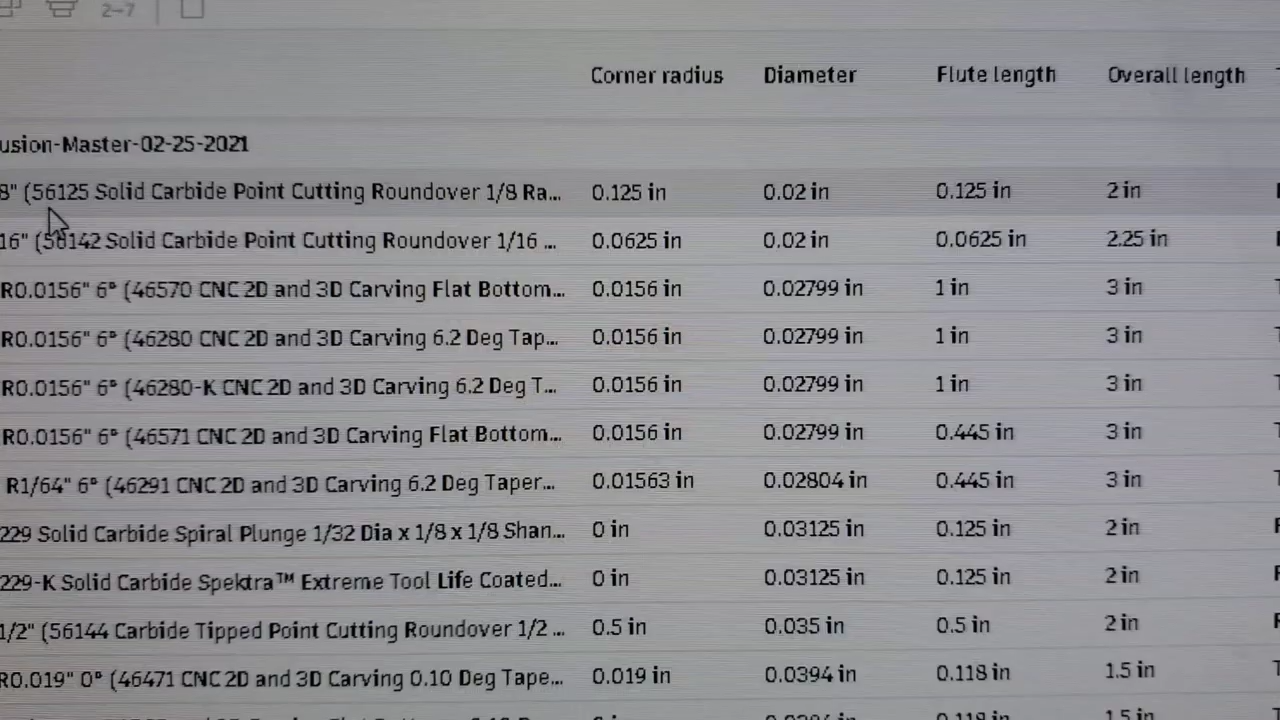 2-7
Corner radius Diameter Flute length Overall length
usion-Master-02-25-2021
8" (56125 Solid Carbide Point Cutting Roundover 1/8 Ra... 0.125 in 0.02 in 0.125 in 2 in
16" (56142 Solid Carbide Point Cutting Roundover 1/16 ... 0.0625 in 0.02 in 0.0625 in 2.25 in
R0.0156" 6° (46570 CNC 2D and 3D Carving Flat Bottom... 0.0156 in 0.02799 in 1 in 3 in
R0.0156" 6° (46280 CNC 2D and 3D Carving 6.2 Deg Tap... 0.0156 in 0.02799 in 1 in 3 in
R0.0156" 6° (46280-K CNC 2D and 3D Carving 6.2 Deg T... 0.0156 in 0.02799 in 1 in 3 in
R0.0156" 6° (46571 CNC 2D and 3D Carving Flat Bottom... 0.0156 in 0.02799 in 0.445 in 3 in
R1/64" 6° (46291 CNC 2D and 3D Carving 6.2 Deg Taper... 0.01563 in 0.02804 in 0.445 in 3 in
229 Solid Carbide Spiral Plunge 1/32 Dia x 1/8 x 1/8 Shan... 0 in 0.03125 in 0.125 in 2 in
229-K Solid Carbide Spektra™ Extreme Tool Life Coated... 0 in 0.03125 in 0.125 in 2 in
1/2" (56144 Carbide Tipped Point Cutting Roundover 1/2 ... 0.5 in 0.035 in 0.5 in 2 in
R0.019" 0° (46471 CNC 2D and 3D Carving 0.10 Deg Tape... 0.019 in 0.0394 in 0.118 in 1.5 in